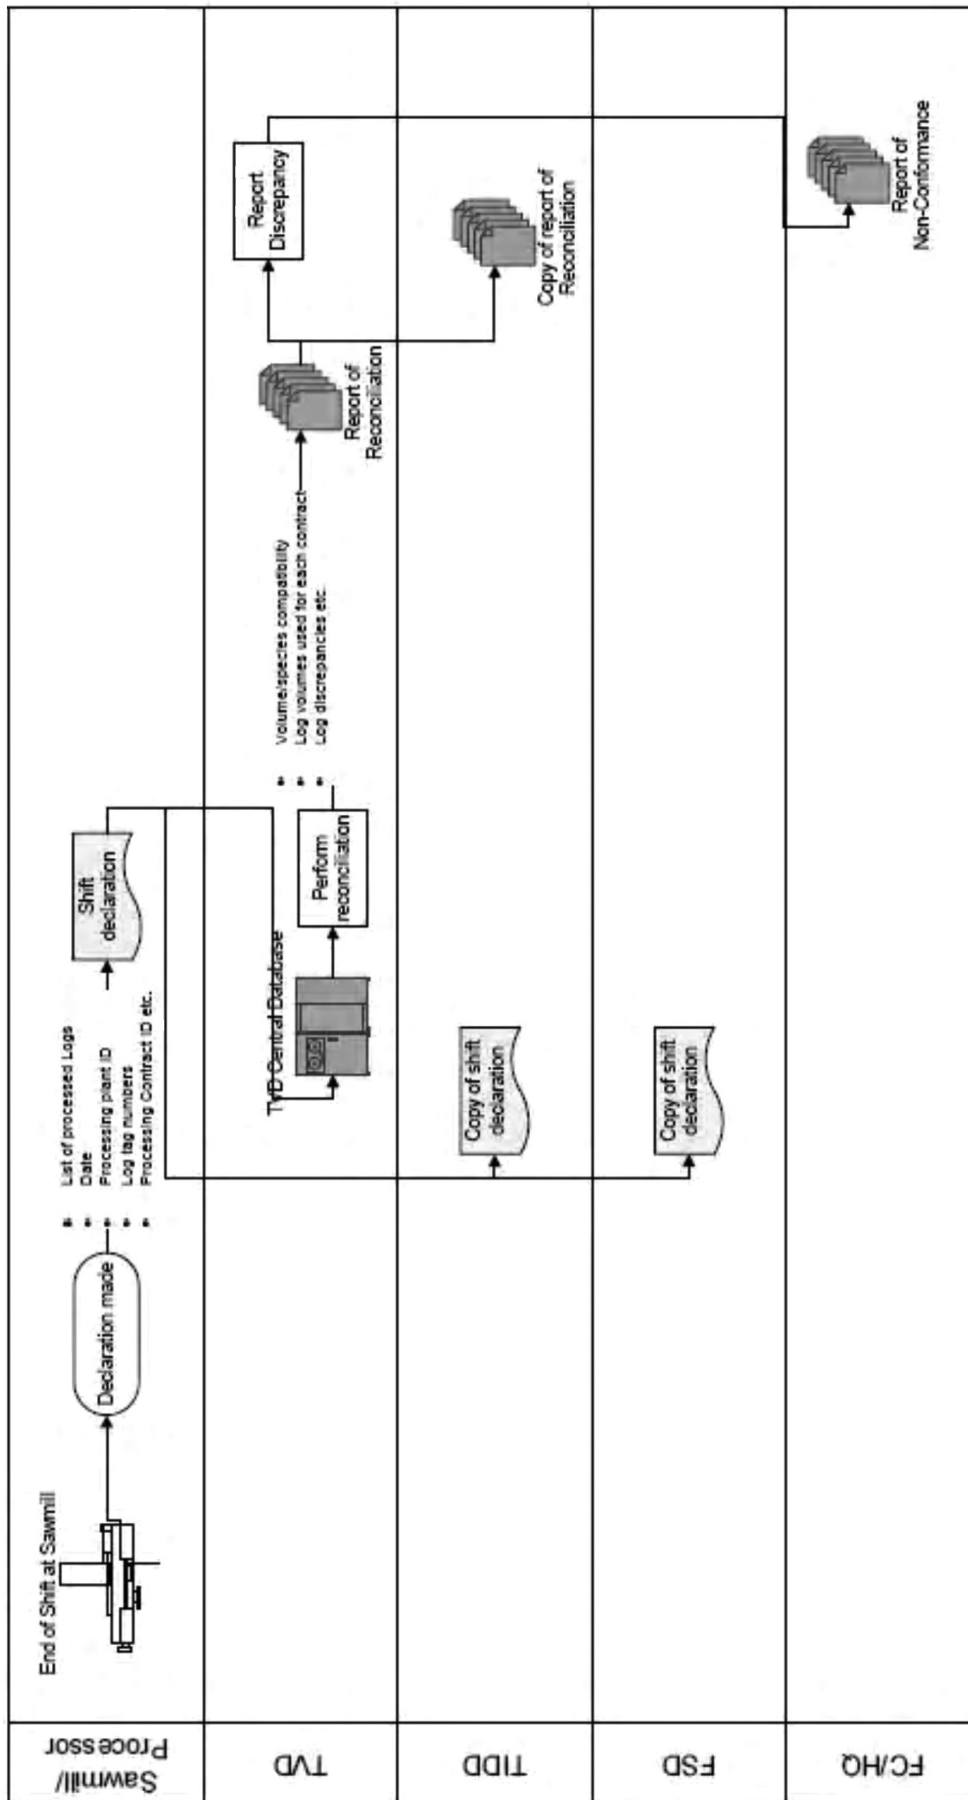 Sawmill/
Processor
End of Shift at Sawmill
Declaration made
List of processed Logs
Date
Processing plant ID
Log tag numbers
Processing Contract ID etc.
Shift
declaration
TVD
TVD Central Database
Perform
reconciliation
Volume/species compatibility
Log volumes used for each contract
Log discrepancies etc.
Report of
Reconciliation
Report
Discrepancy
TIDD
Copy of shift
declaration
Copy of report of
Reconciliation
FSD
Copy of shift
declaration
FC/HQ
Report of
Non-Conformance